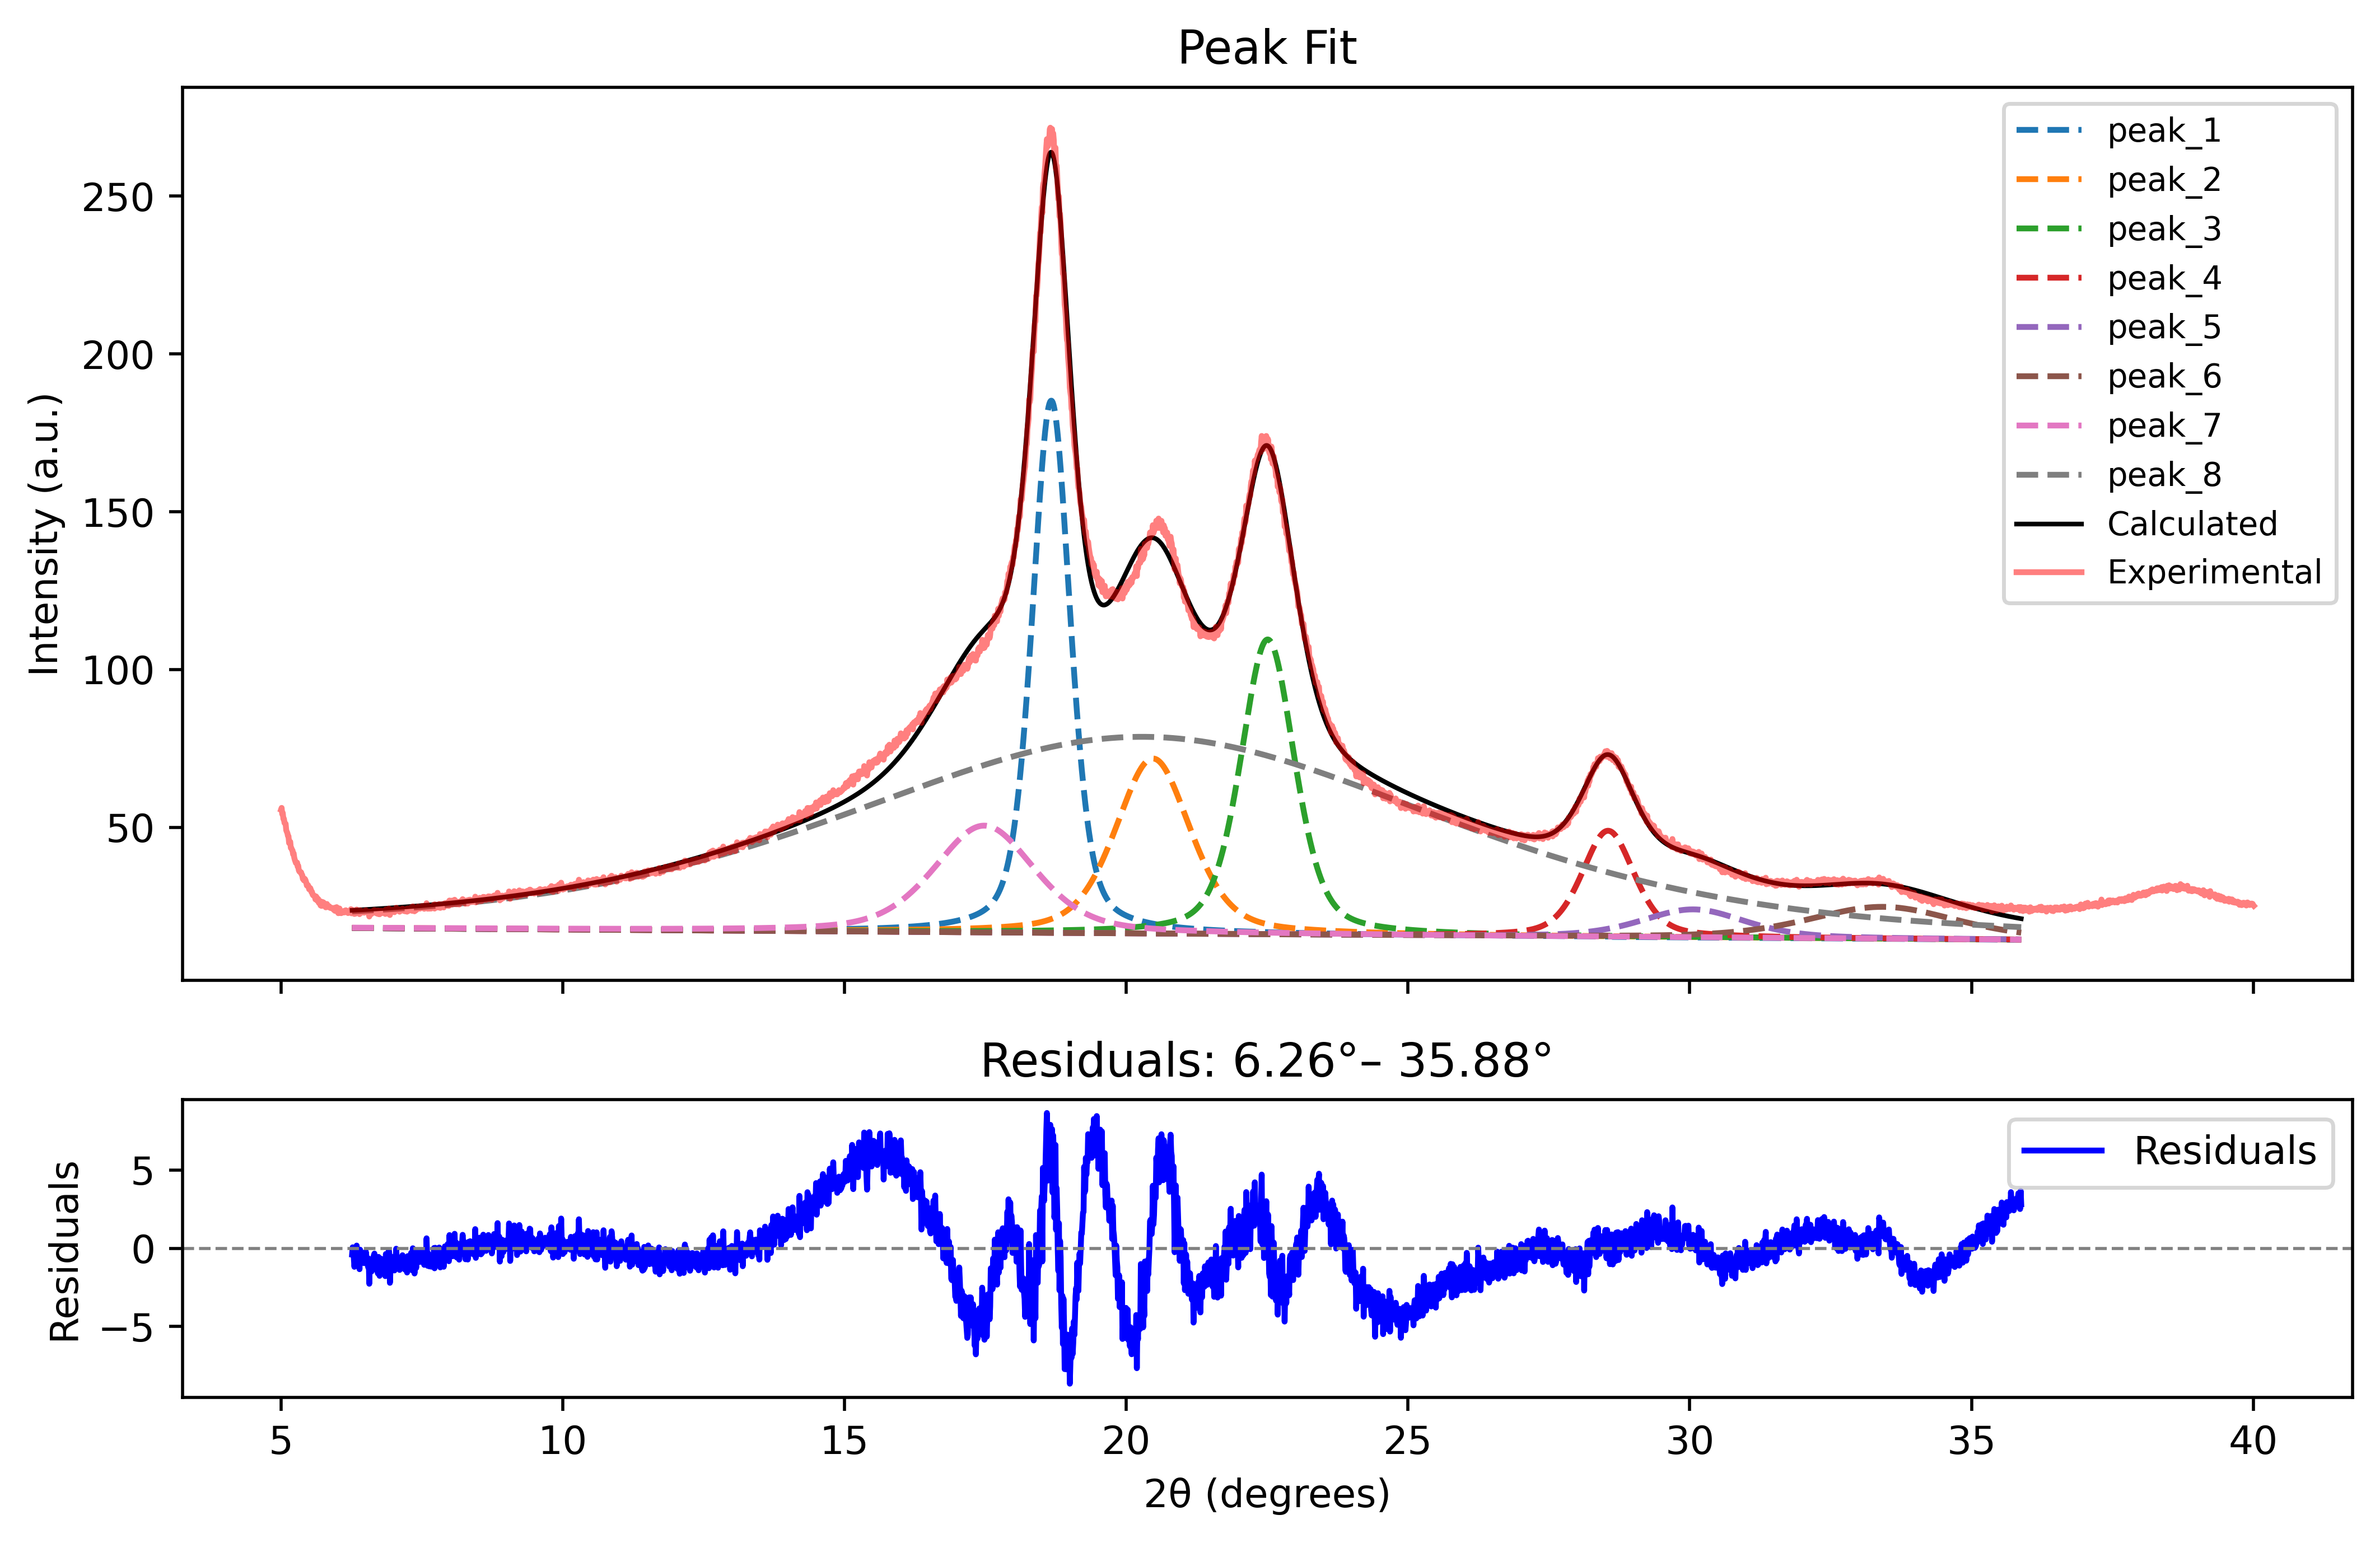 Peak Fit
Intensity (a.u.)
250
200
150
100
50
peak_1
peak_2
peak_3
peak_4
peak_5
peak_6
peak_7
peak_8
Calculated
Experimental
Residuals: 6.26°– 35.88°
Residuals
5
0
−5
Residuals
5 10 15 20 25 30 35 40
2θ (degrees)